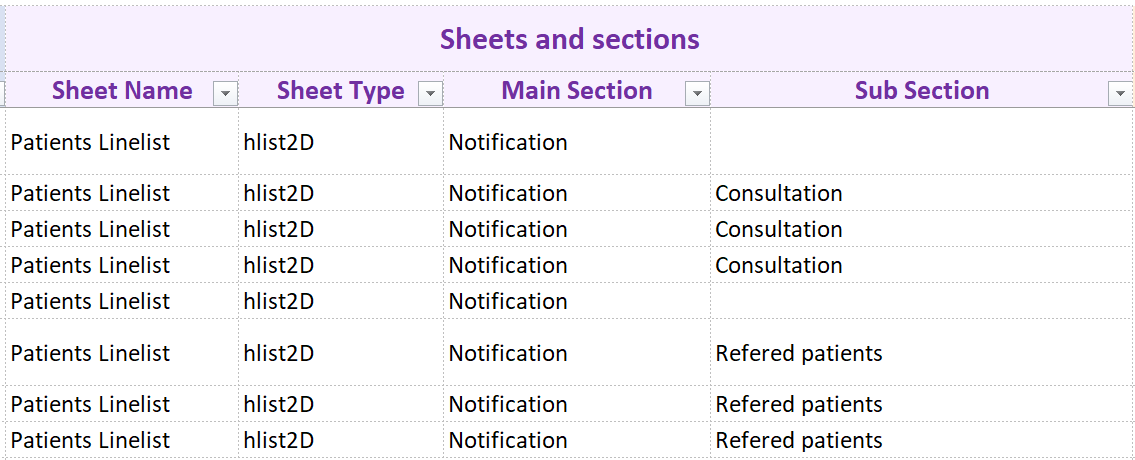 Sheets and sections
Sheet Name Sheet Type Main Section Sub Section
Patients Linelist hlist2D Notification
Patients Linelist hlist2D Notification Consultation
Patients Linelist hlist2D Notification Consultation
Patients Linelist hlist2D Notification Consultation
Patients Linelist hlist2D Notification
Patients Linelist hlist2D Notification Refered patients
Patients Linelist hlist2D Notification Refered patients
Patients Linelist hlist2D Notification Refered patients